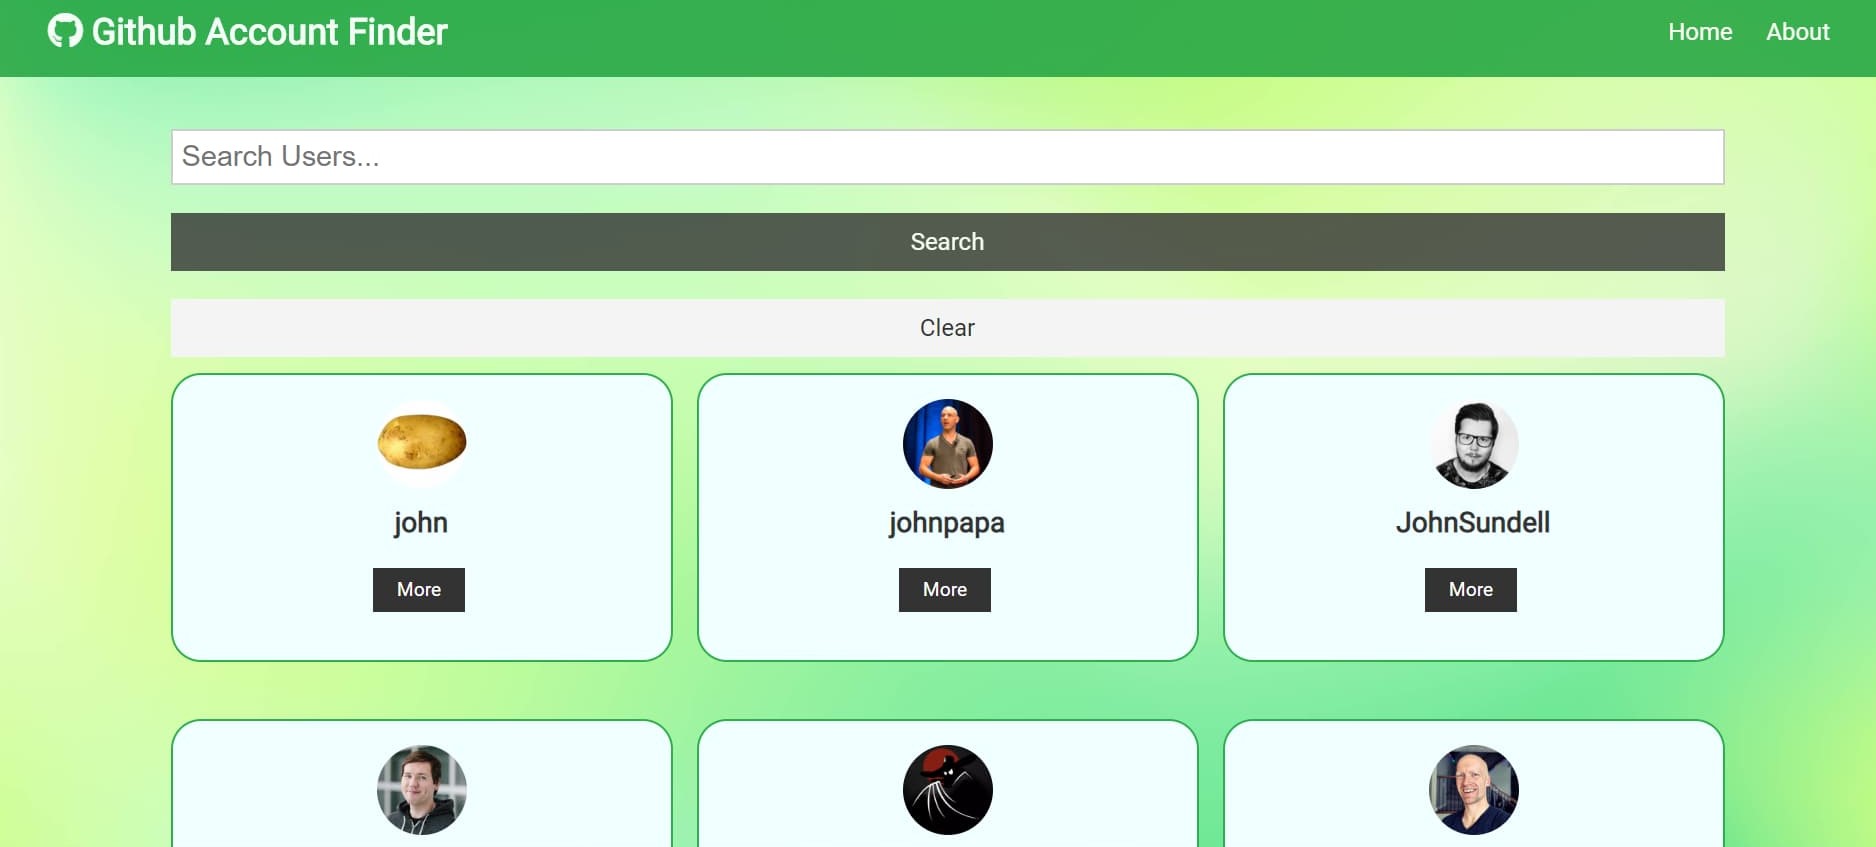 Github Account Finder
Home About
Search Users...
Search
Clear
john johnpapa JohnSundell
More More More